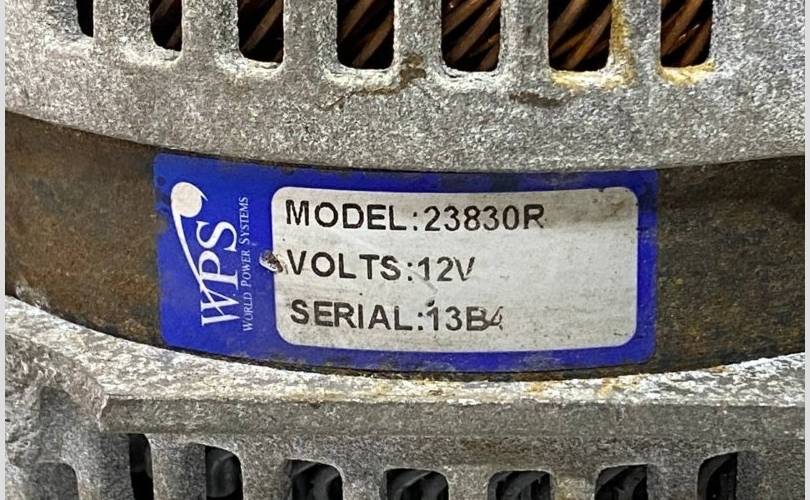 WPS
WORLD POWER SYSTEMS
MODEL:23830R
VOLTS:12V
SERIAL:13B4